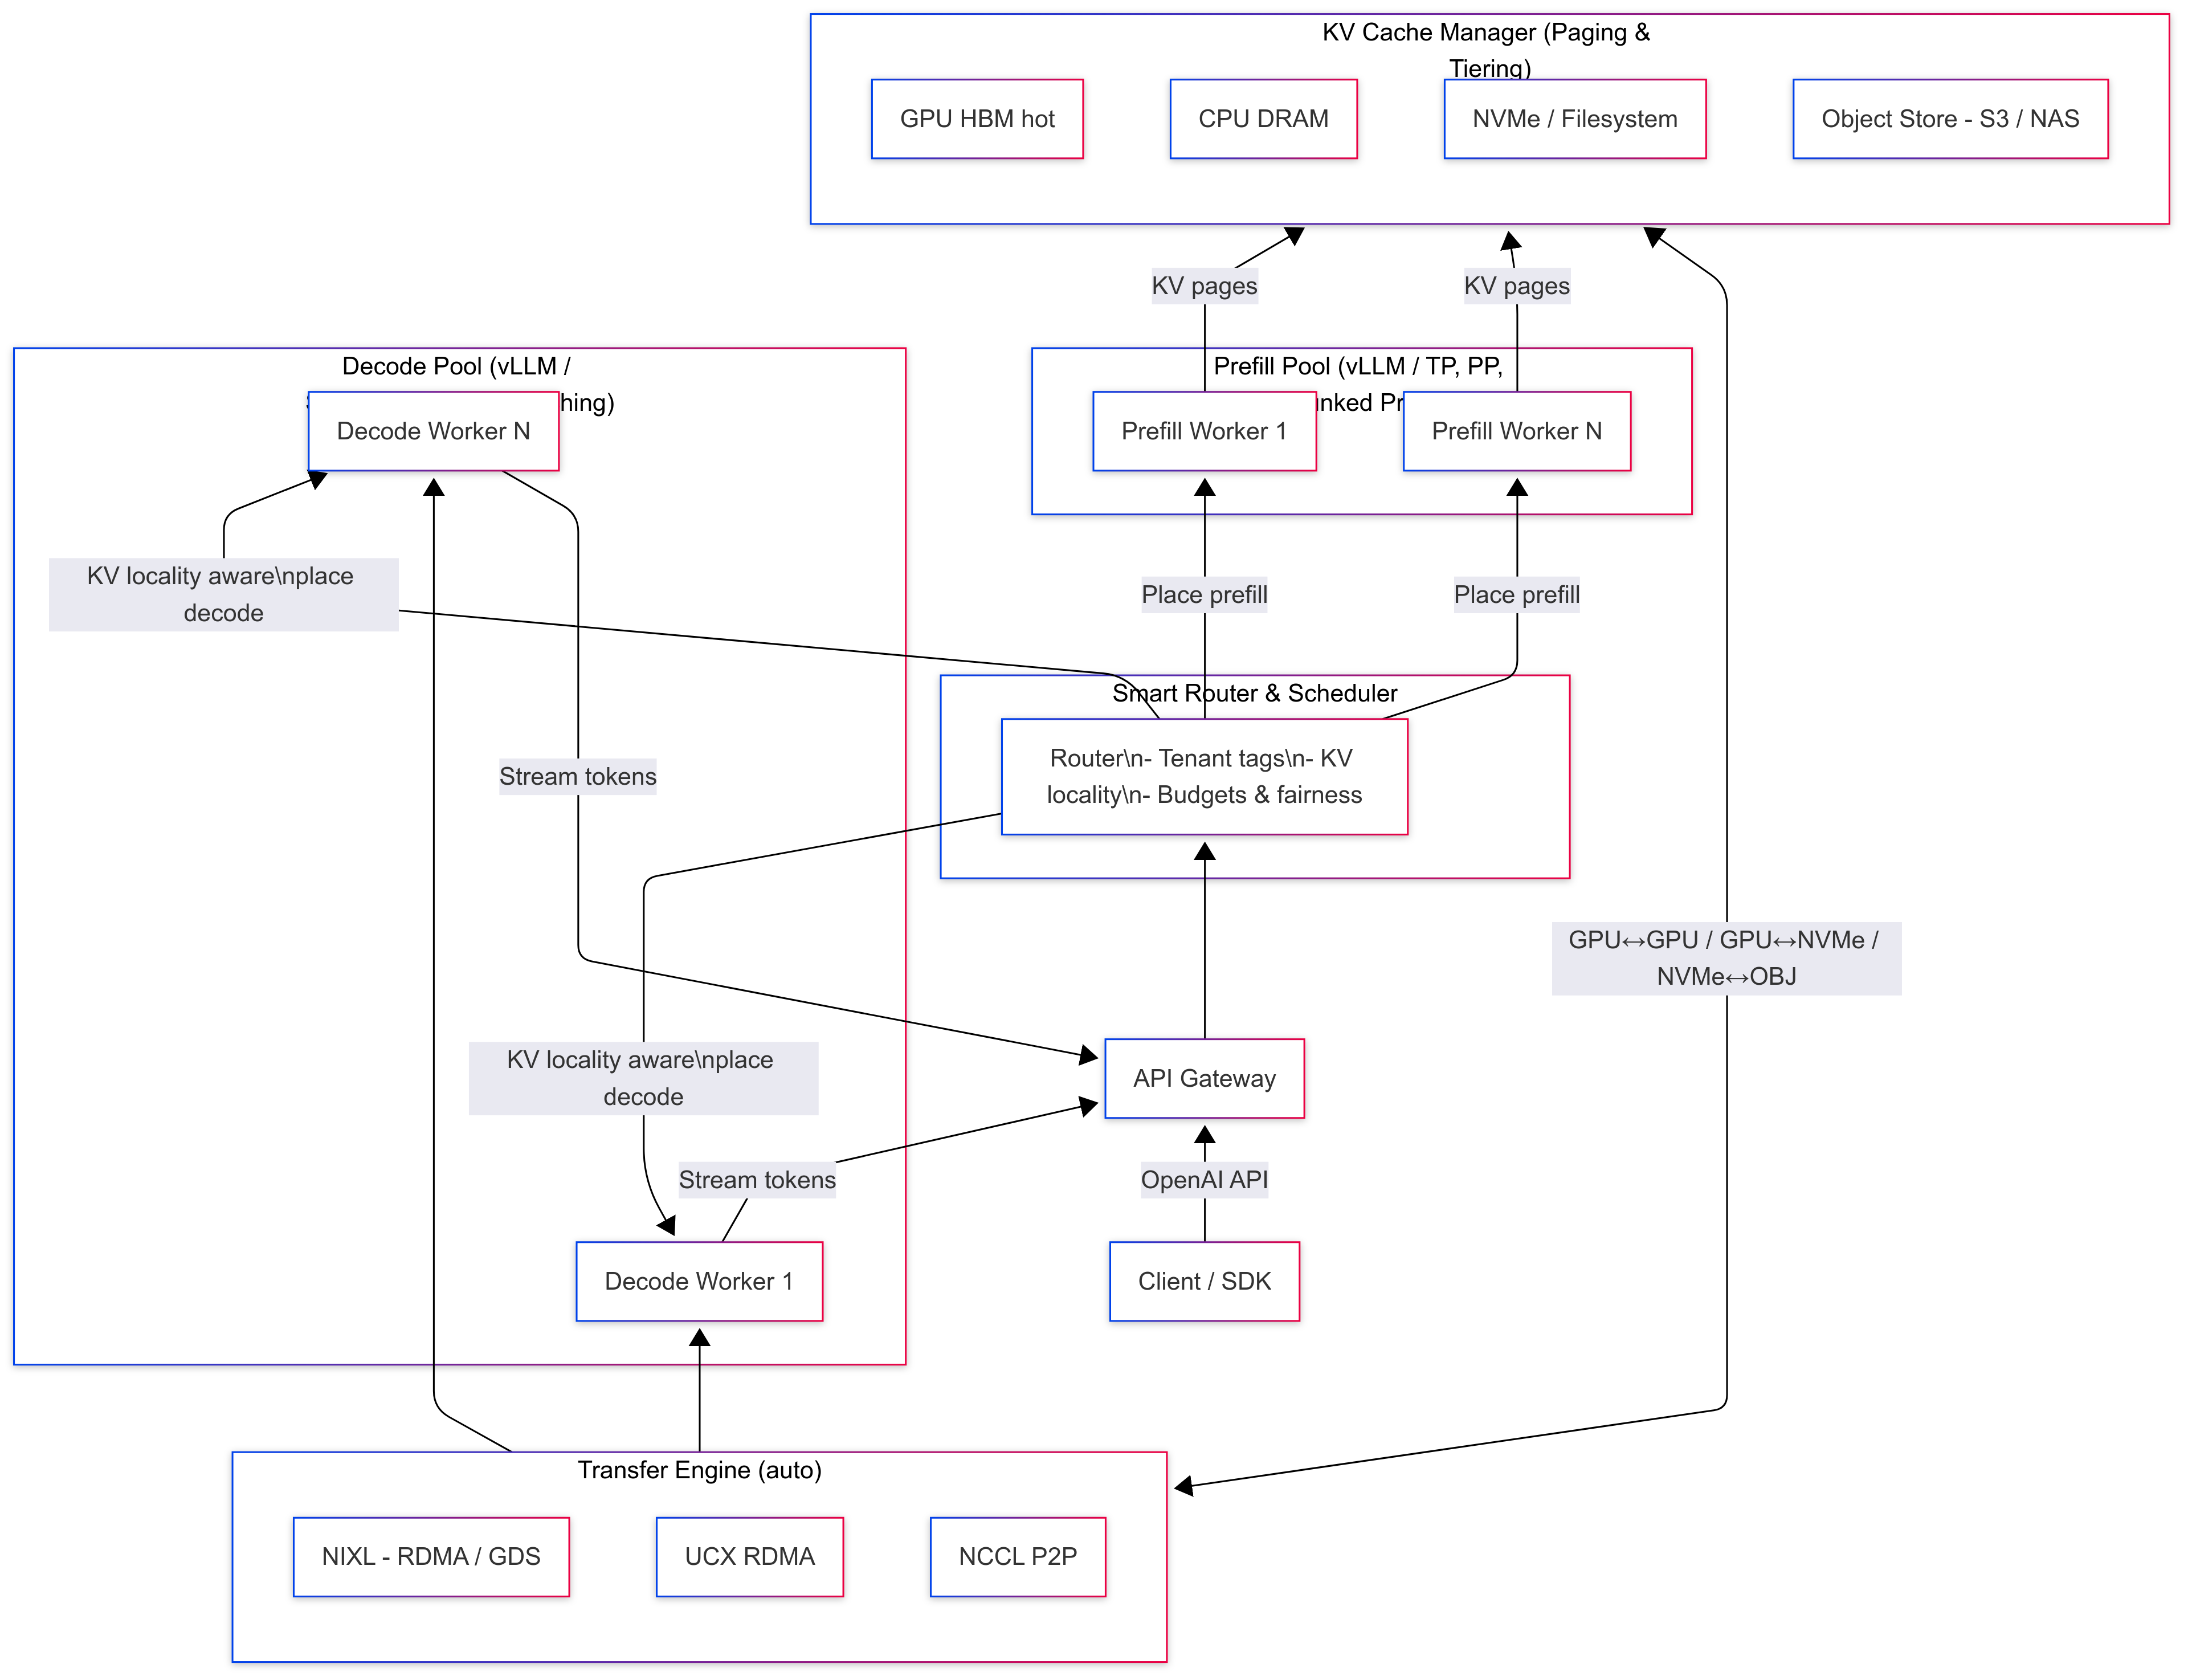 KV Cache Manager (Paging &
Tiering)
GPU HBM hot
CPU DRAM
NVMe / Filesystem
Object Store - S3 / NAS
KV pages
KV pages
Decode Pool (vLLM /
hing)
Decode Worker N
Prefill Pool (vLLM / TP, PP,
nked Pr
Prefill Worker 1
Prefill Worker N
KV locality aware\nplace
decode
Place prefill
Place prefill
Smart Router & Scheduler
Router\n- Tenant tags\n- KV
locality\n- Budgets & fairness
Stream tokens
GPU↔GPU / GPU↔NVMe /
NVMe↔OBJ
KV locality aware\nplace
decode
API Gateway
Stream tokens
OpenAI API
Decode Worker 1
Client / SDK
Transfer Engine (auto)
NIXL - RDMA / GDS
UCX RDMA
NCCL P2P